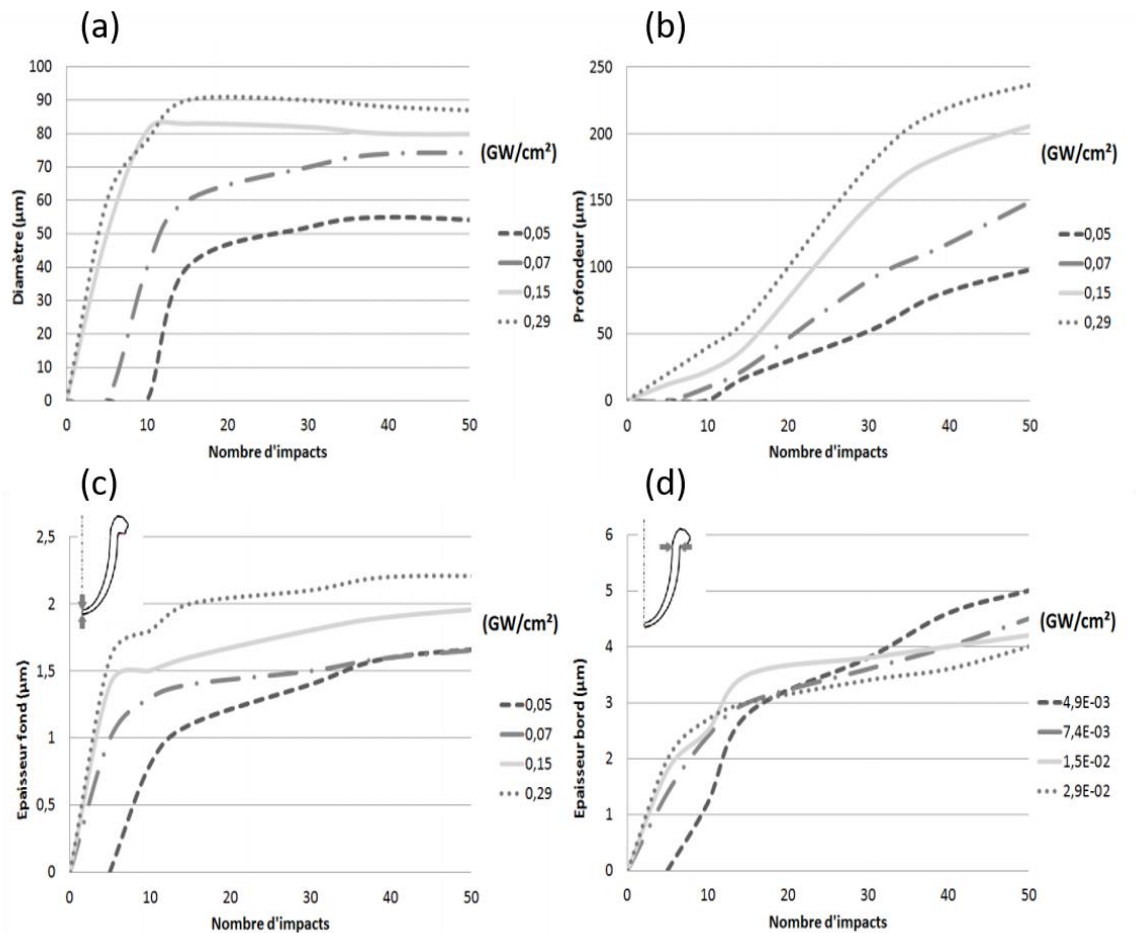 (a)
Diamètre (µm)
100
90
80
70
60
50
40
30
20
10
0
0 10 20 30 40 50
Nombre d'impacts
(GW/cm²)
0,05
0,07
0,15
0,29
(b)
Profondeur (µm)
250
200
150
100
50
0
0 10 20 30 40 50
Nombre d'impacts
(GW/cm²)
0,05
0,07
0,15
0,29
(c)
Epaisseur fond (µm)
2,5
2
1,5
1
0,5
0
0 10 20 30 40 50
Nombre d'impacts
(GW/cm²)
0,05
0,07
0,15
0,29
(d)
Epaisseur bord (µm)
6
5
4
3
2
1
0
0 10 20 30 40 50
Nombre d'impacts
(GW/cm²)
4,9E-03
7,4E-03
1,5E-02
2,9E-02